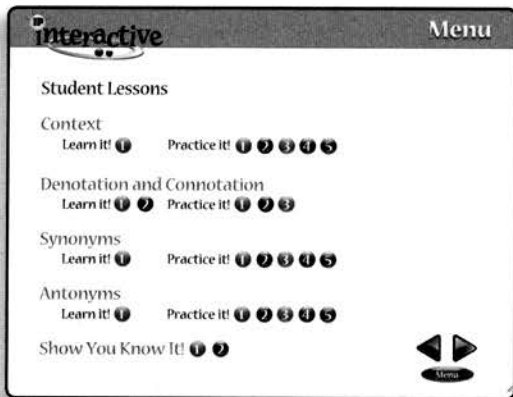 IP
interactive
Menu
Student Lessons
Context
Learn it! 1 Practice it! 1 2 3 4 5
Denotation and Connotation
Learn it! 1 2 Practice it! 1 2 3
Synonyms
Learn it! 1 Practice it! 1 2 3 4 5
Antonyms
Learn it! 1 Practice it! 1 2 3 4 5
Show You Know It! 1 2
Menu